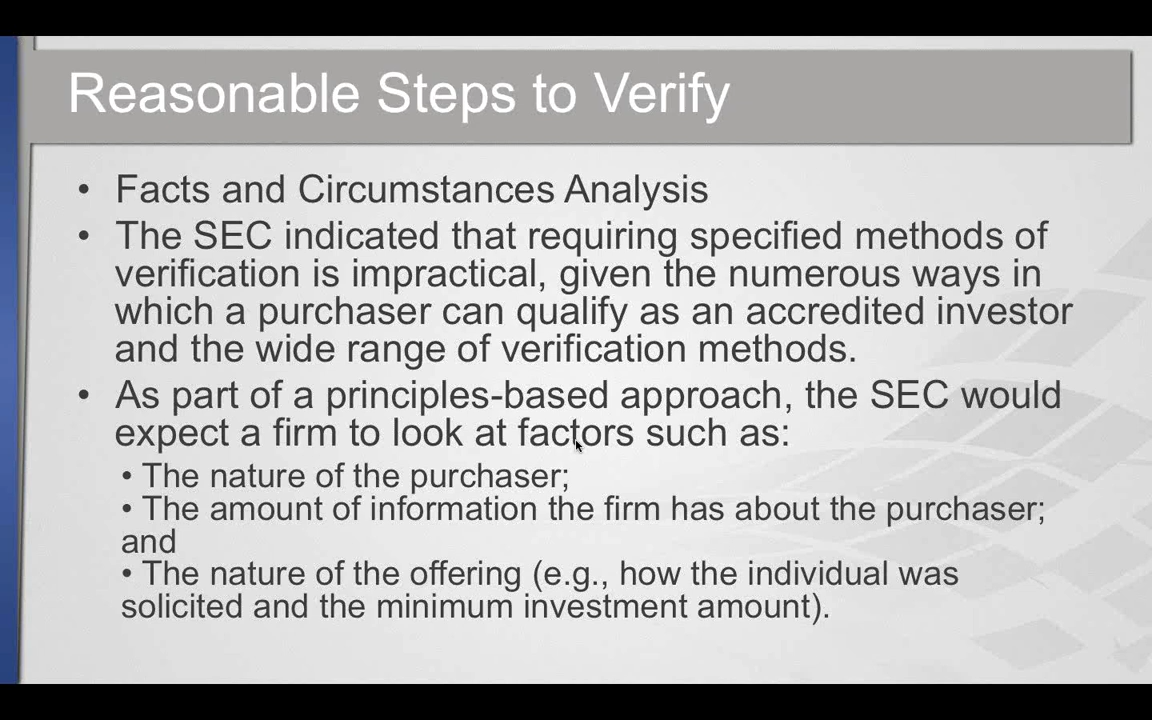 Reasonable Steps to Verify
• Facts and Circumstances Analysis
• The SEC indicated that requiring specified methods of
verification is impractical, given the numerous ways in
which a purchaser can qualify as an accredited investor
and the wide range of verification methods.
• As part of a principles-based approach, the SEC would
expect a firm to look at factors such as:
• The nature of the purchaser;
• The amount of information the firm has about the purchaser;
and
• The nature of the offering (e.g., how the individual was
solicited and the minimum investment amount).